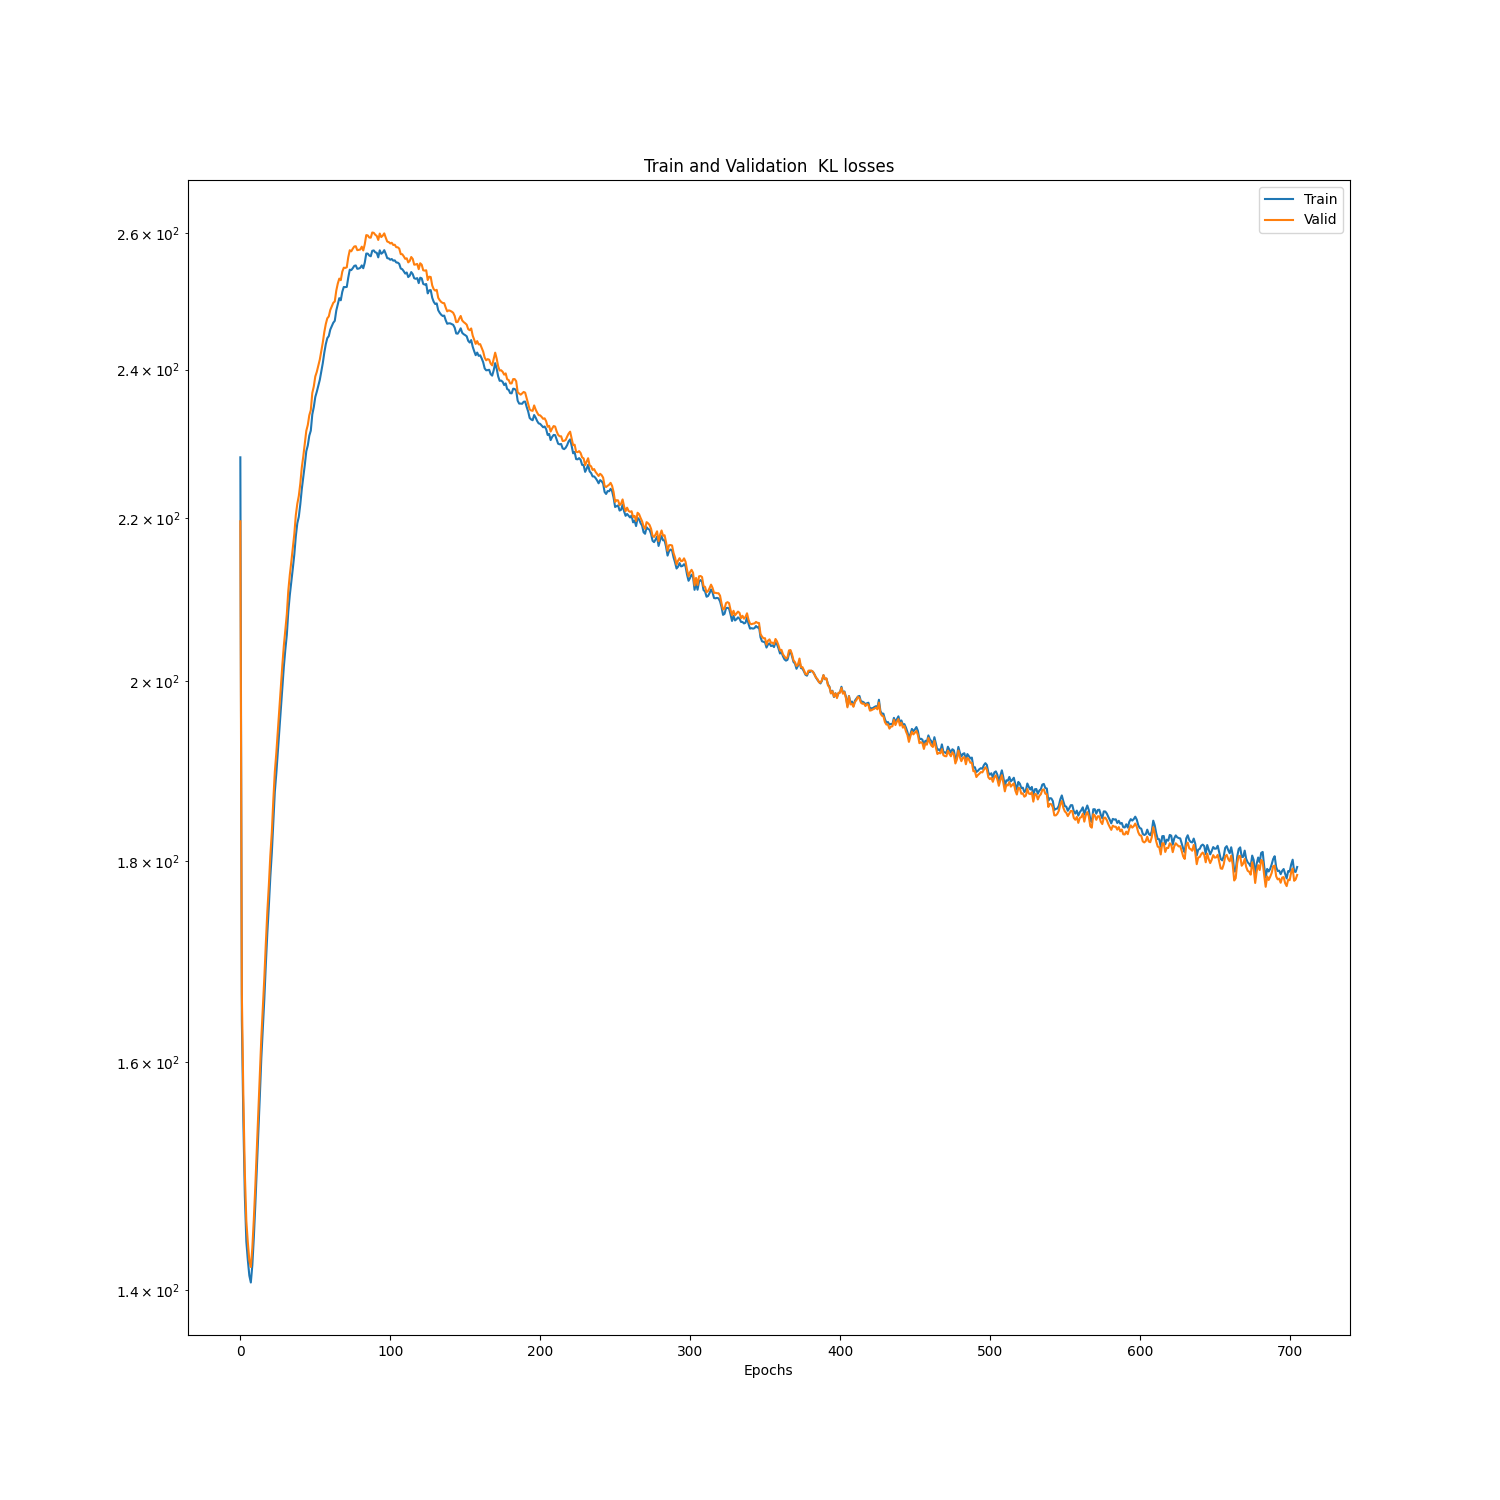 Train and Validation  KL losses
Train
Valid
2.6 × 10²
2.4 × 10²
2.2 × 10²
2 × 10²
1.8 × 10²
1.6 × 10²
1.4 × 10²
0 100 200 300 400 500 600 700
Epochs